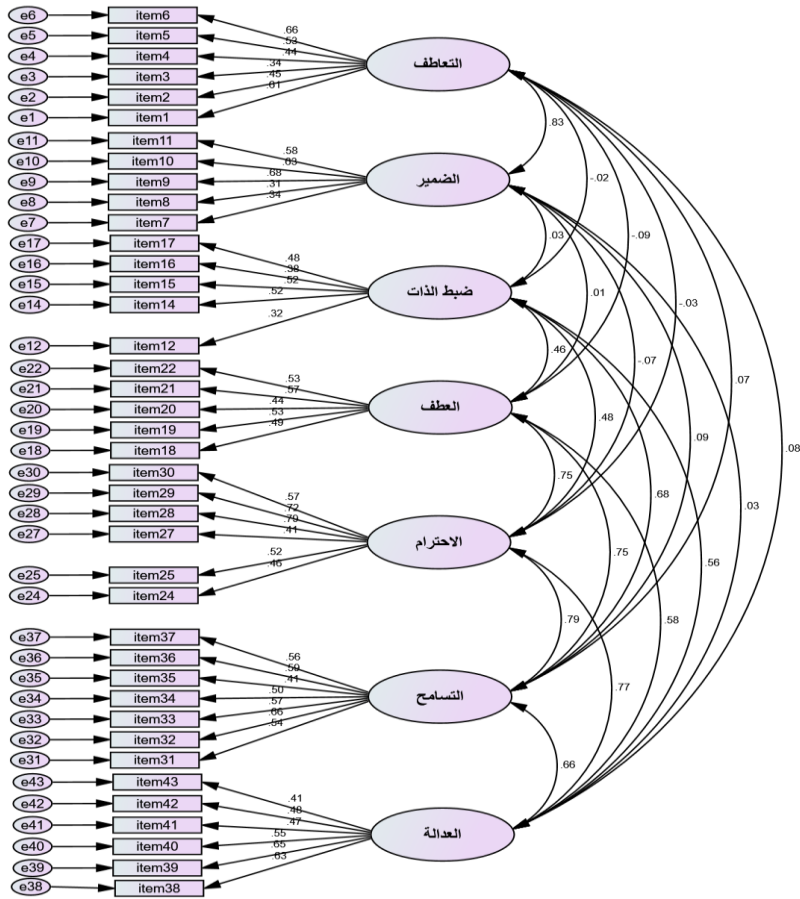 e6 item6
e5 item5
e4 item4
e3 item3
e2 item2
e1 item1
.66
.53
.44
.34
.45
.61
التعاطف
e11 item11
e10 item10
e9 item9
e8 item8
e7 item7
.58
.63
.68
.31
.34
الضمير
e17 item17
e16 item16
e15 item15
e14 item14
e12 item12
.48
.38
.52
.52
.32
ضبط الذات
e22 item22
e21 item21
e20 item20
e19 item19
e18 item18
.53
.57
.44
.53
.49
العطف
e30 item30
e29 item29
e28 item28
e27 item27
e25 item25
e24 item24
.57
.72
.79
.41
.52
.46
الاحترام
e37 item37
e36 item36
e35 item35
e34 item34
e33 item33
e32 item32
e31 item31
.56
.59
.41
.50
.57
.66
.54
التسامح
e43 item43
e42 item42
e41 item41
e40 item40
e39 item39
e38 item38
.41
.48
.47
.55
.65
.63
العدالة
.83
-.02
.03
-.09
.01
-.03
.46
-.07
.07
.48
.09
.08
.75
.68
.03
.75
.56
.79
.58
.77
.66